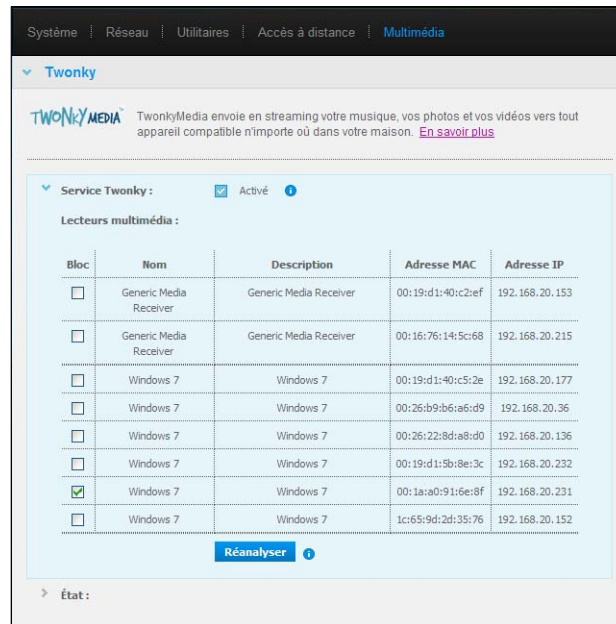 Système Réseau Utilitaires Accès à distance Multimédia
Twonky
TWONKY MEDIA
TwonkyMedia envoie en streaming votre musique, vos photos et vos vidéos vers tout
appareil compatible n'importe où dans votre maison. En savoir plus
Service Twonky : Activé
Lecteurs multimédia :
Bloc Nom Description Adresse MAC Adresse IP
Generic Media Receiver Generic Media Receiver 00:19:d1:40:c2:ef 192.168.20.153
Generic Media Receiver Generic Media Receiver 00:16:76:14:5c:68 192.168.20.215
Windows 7 Windows 7 00:19:d1:40:c5:2e 192.168.20.177
Windows 7 Windows 7 00:26:b9:b6:a6:d9 192.168.20.36
Windows 7 Windows 7 00:26:22:8d:a8:d0 192.168.20.136
Windows 7 Windows 7 00:19:d1:5b:8e:3c 192.168.20.232
Windows 7 Windows 7 00:1a:a0:91:6e:8f 192.168.20.231
Windows 7 Windows 7 1c:65:9d:2d:35:76 192.168.20.152
Réanalyser
État :